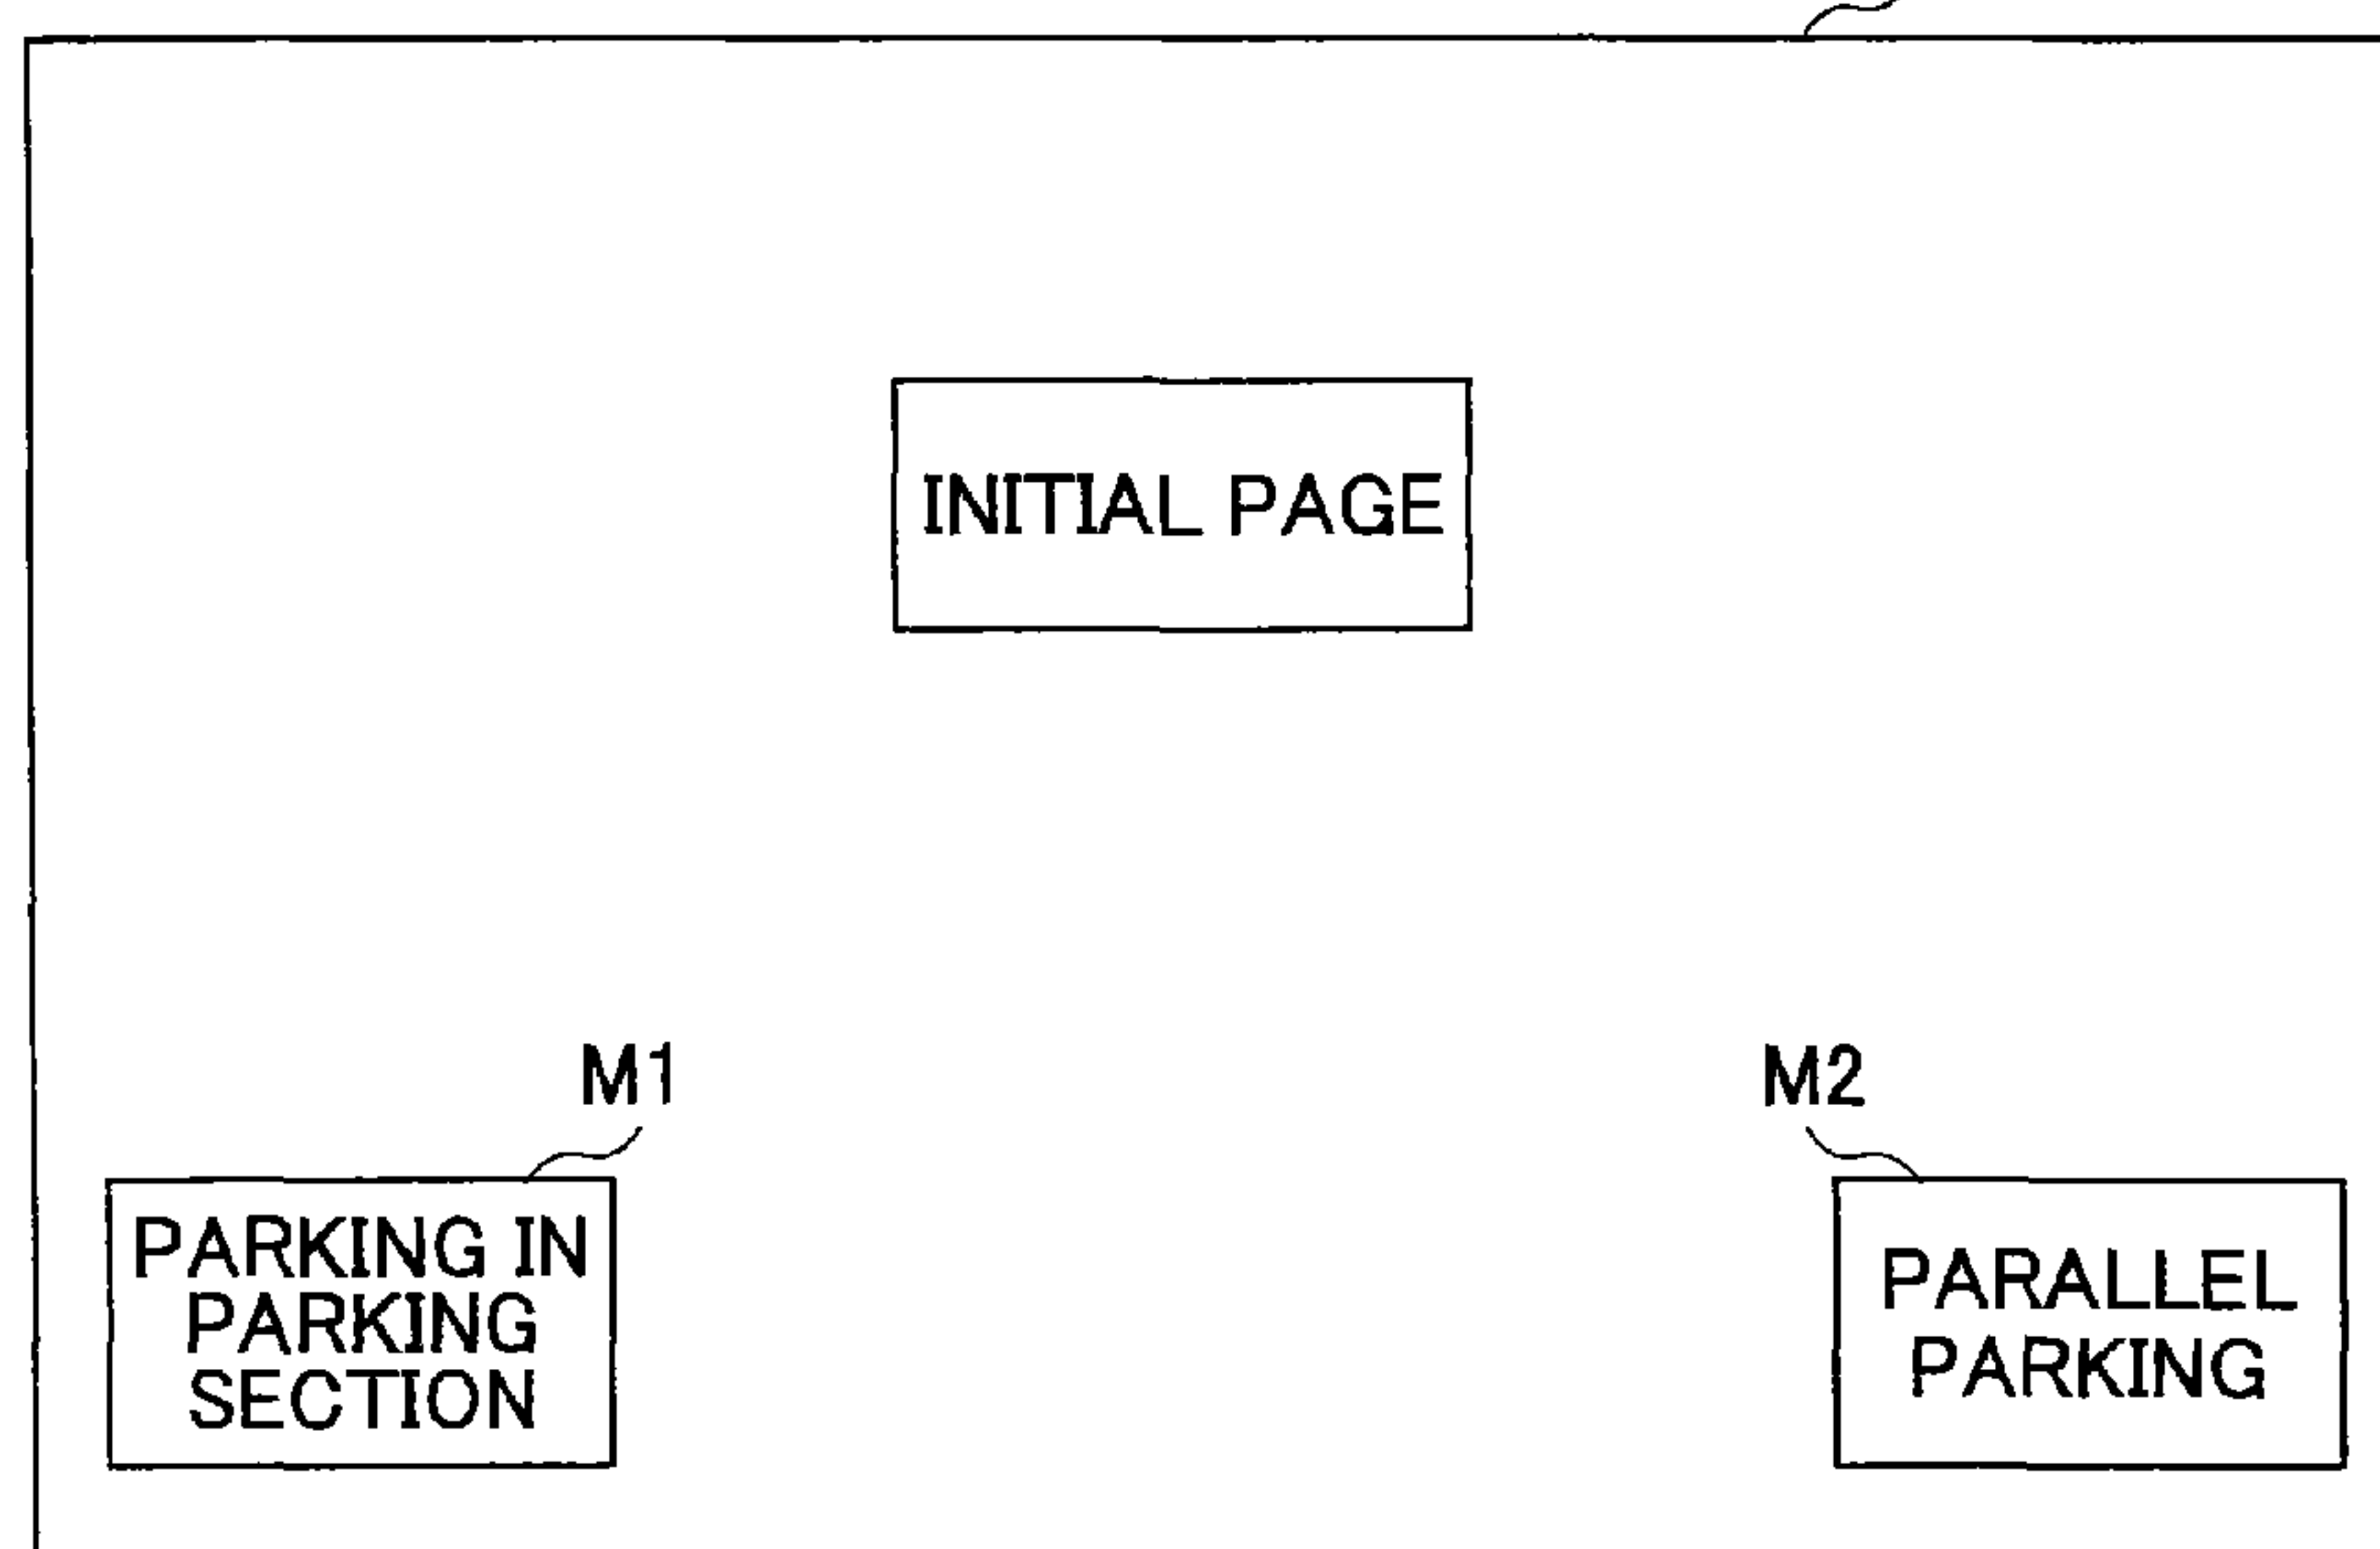 INITIAL PAGE
M1
M2
PARKING IN
PARKING
SECTION
PARALLEL
PARKING